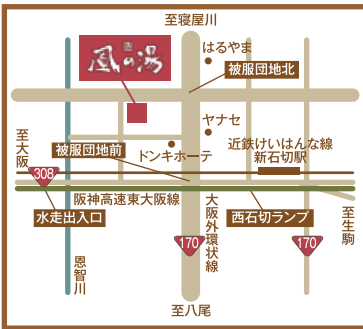 至寝屋川
風の湯
はるやま
被服団地北
ヤナセ
至大阪
被服団地前
ドンキホーテ
近鉄けいはんな線
新石切駅
308
阪神高速東大阪線
水走出入口
大阪外環状線
西石切ランプ
至生駒
170
170
恩智川
至八尾